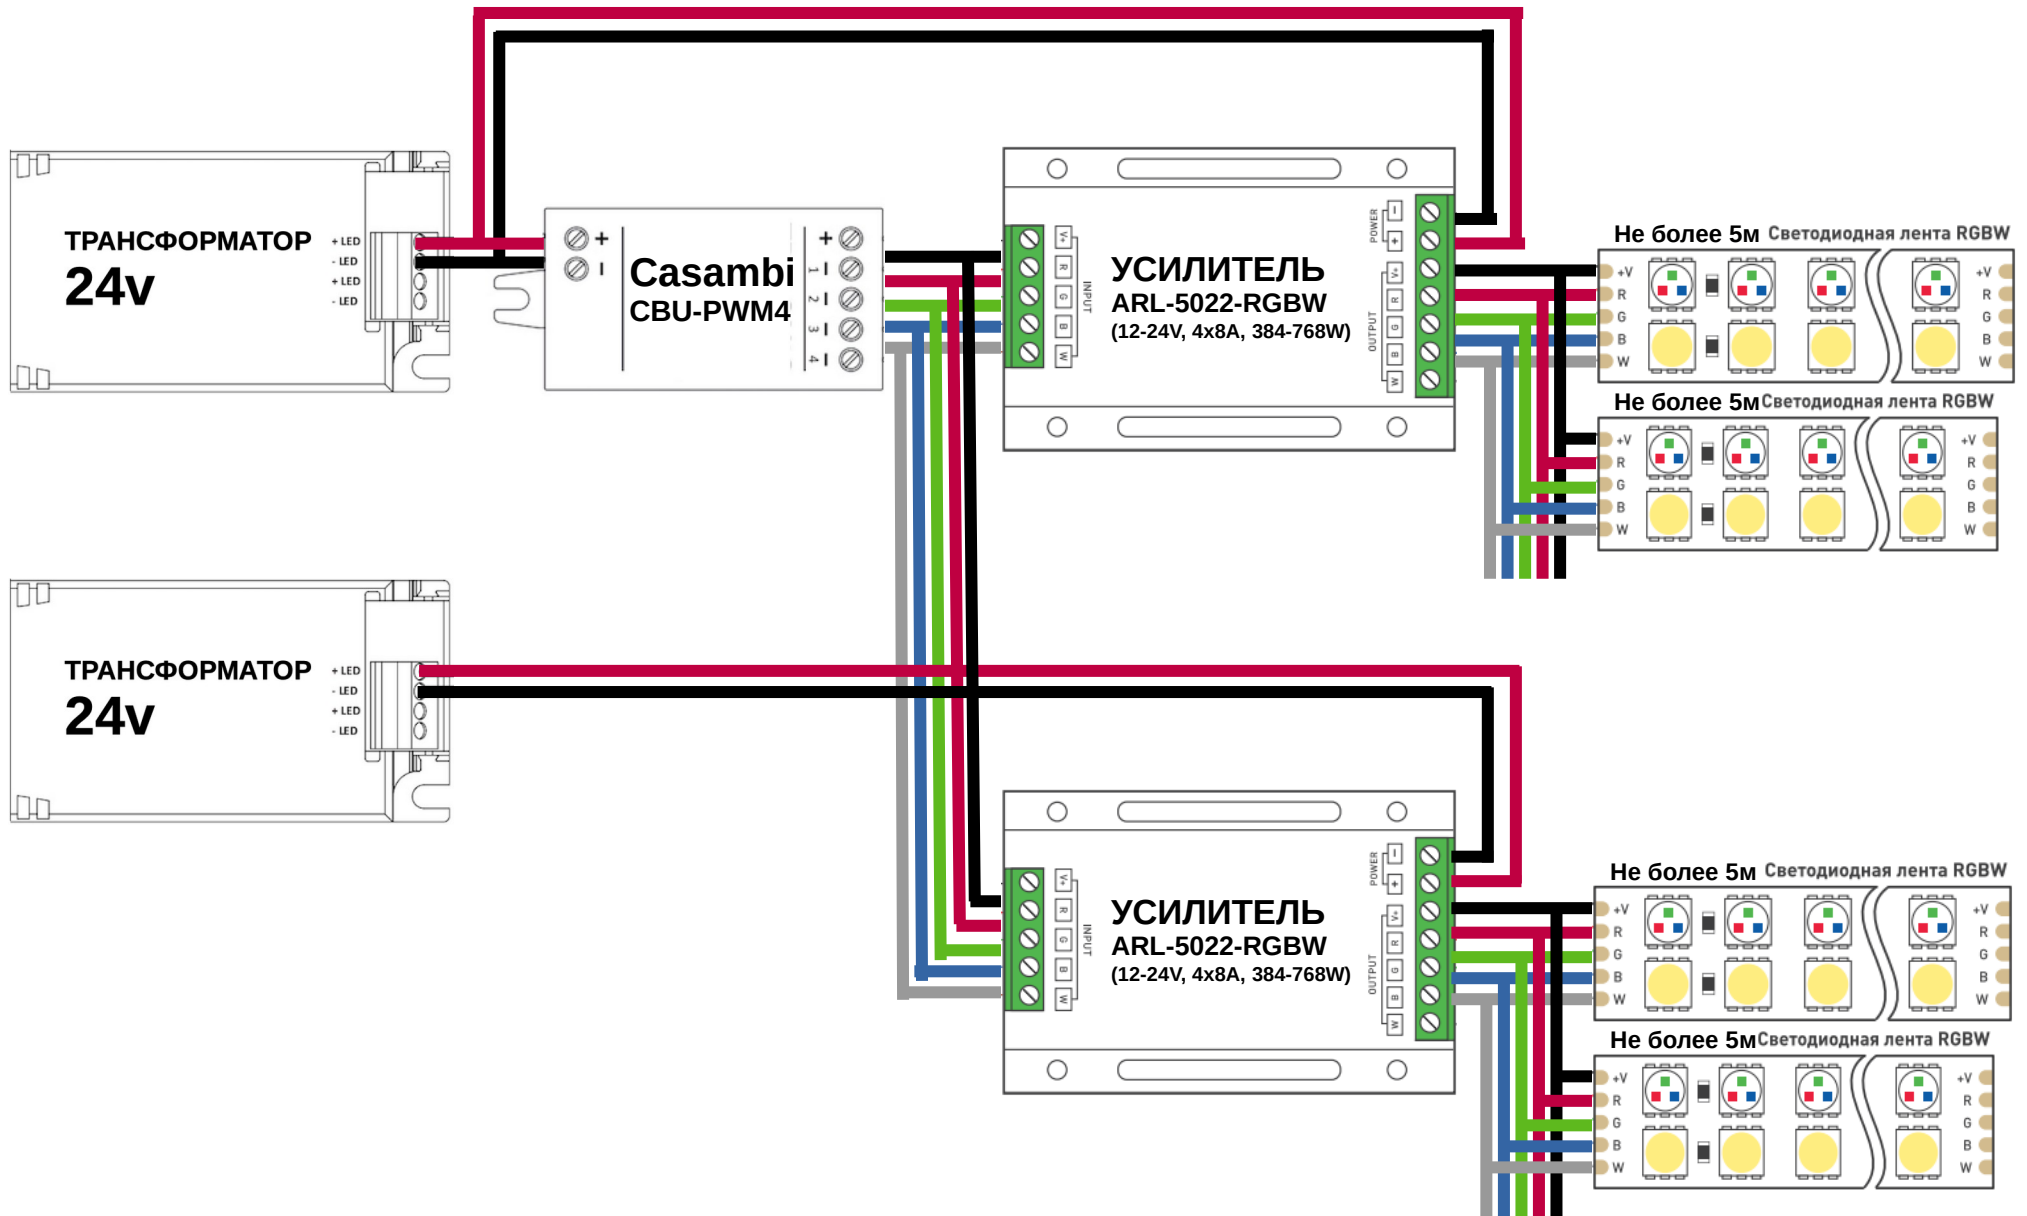 ТРАНСФОРМАТОР
24v
+ LED
- LED
+ LED
- LED
+
-
Casambi
CBU-PWM4
+
1 -
2 -
3 -
4 -
V+
R
G
B
W
INPUT
УСИЛИТЕЛЬ
ARL-5022-RGBW
(12-24V, 4x8A, 384-768W)
POWER
-
+
OUTPUT
V+
R
G
B
W
Не более 5м Светодиодная лента RGBW
+V +V
R R
G G
B B
W W
Не более 5м Светодиодная лента RGBW
+V +V
R R
G G
B B
W W
ТРАНСФОРМАТОР
24v
+ LED
- LED
+ LED
- LED
V+
R
G
B
W
INPUT
УСИЛИТЕЛЬ
ARL-5022-RGBW
(12-24V, 4x8A, 384-768W)
POWER
-
+
OUTPUT
V+
R
G
B
W
Не более 5м Светодиодная лента RGBW
+V +V
R R
G G
B B
W W
Не более 5м Светодиодная лента RGBW
+V +V
R R
G G
B B
W W